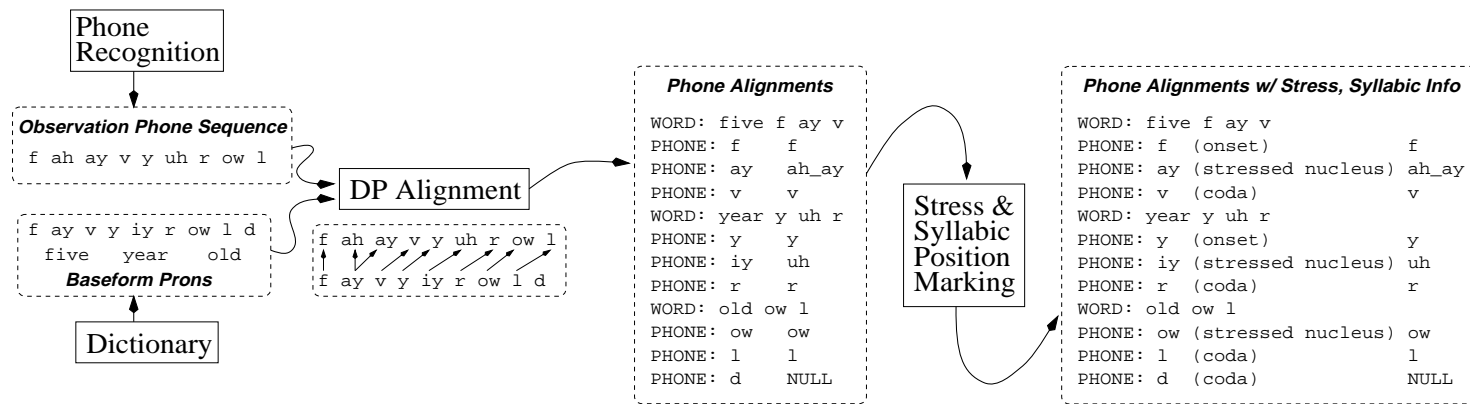 Phone
Recognition
Observation Phone Sequence
f ah ay v y uh r ow l
f ay v y iy r ow l d
five year old
Baseform Prons
Dictionary
DP Alignment
f ah ay v y uh r ow l
f ay v y iy r ow l d
Phone Alignments
WORD: five f ay v
PHONE: f f
PHONE: ay ah_ay
PHONE: v v
WORD: year y uh r
PHONE: y y
PHONE: iy uh
PHONE: r r
WORD: old ow l
PHONE: ow ow
PHONE: l l
PHONE: d NULL
Stress &
Syllabic
Position
Marking
Phone Alignments w/ Stress, Syllabic Info
WORD: five f ay v
PHONE: f (onset) f
PHONE: ay (stressed nucleus) ah_ay
PHONE: v (coda) v
WORD: year y uh r
PHONE: y (onset) y
PHONE: iy (stressed nucleus) uh
PHONE: r (coda) r
WORD: old ow l
PHONE: ow (stressed nucleus) ow
PHONE: l (coda) l
PHONE: d (coda) NULL